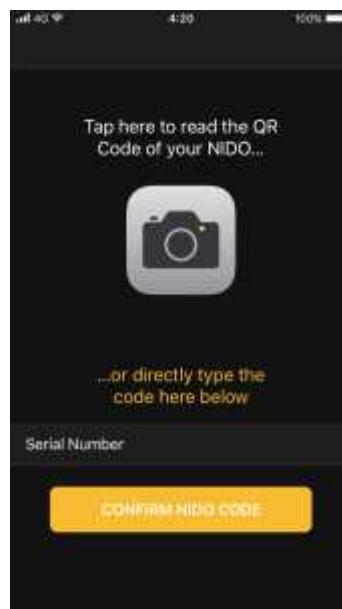 4G 4:20 100%
Tap here to read the QR
Code of your NIDO...
...or directly type the
code here below
Serial Number
CONFIRM NIDO CODE